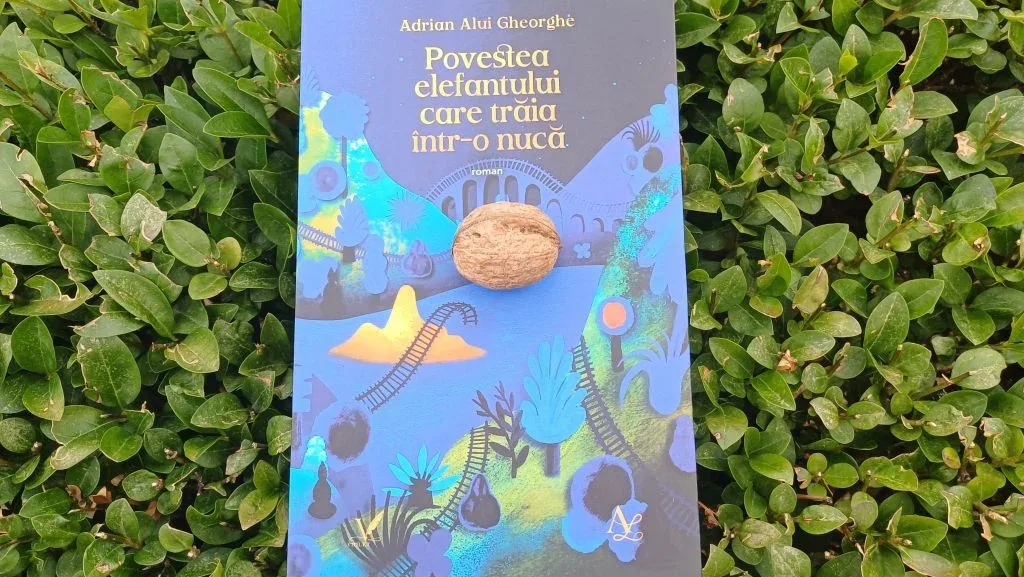 Adrian Alui Gheorghe
Povestea
elefantului
care trăia
într-o nucă
roman